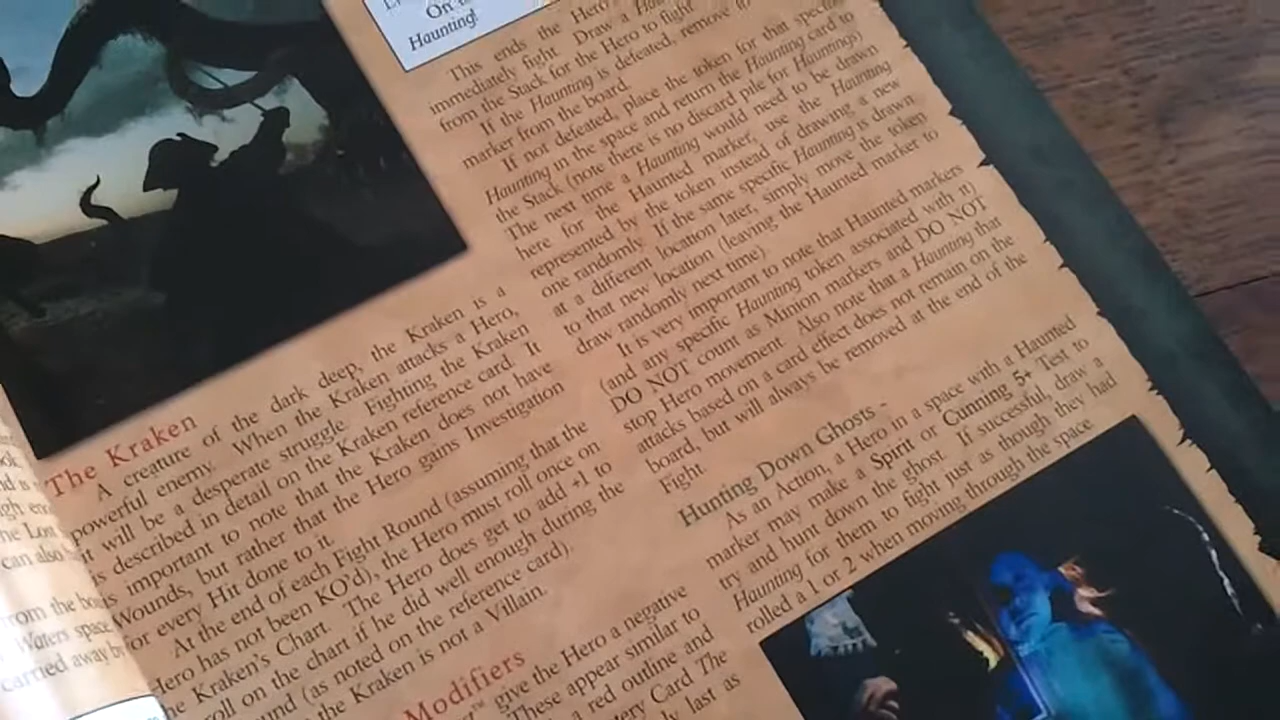 ook
the Lost
can also
from the bo
Waters space
carried away by
The Kraken
A creature of the dark deep, the Kraken is a
powerful enemy. When the Kraken attacks a Hero,
it will be a desperate struggle. Fighting the Kraken
is described in detail on the Kraken reference card. It
is important to note that the Kraken does not have
Wounds, but rather that the Hero gains Investigation
for every Hit done to it.
At the end of each Fight Round (assuming that the
Hero has not been KO'd), the Hero must roll once on
the Kraken's Chart. The Hero does get to add +1 to
roll on the chart if he did well enough during the
und (as noted on the reference card).
the Kraken is not a Villain.
Modifiers
give the Hero a negative
These appear similar to
a red outline and
tery Card The
ly last as
On
Haunting!
This ends the Hero
immediately fight. Draw a
from the Stack for the Hero to fight
If the Haunting is defeated, remove
marker from the board.
If not defeated, place the token for that specific
Haunting in the space and return the Haunting card to
the Stack (note there is no discard pile for Hauntings)
The next time a Haunting would need to be drawn
here for the Haunted marker, use the Haunting
represented by the token instead of drawing a new
one randomly. If the same specific Haunting is drawn
at a different location later, simply move the token
to that new location (leaving the Haunted marker to
draw randomly next time)
It is very important to note that Haunted markers
(and any specific Haunting token associated with it)
DO NOT count as Minion markers and DO NOT
stop Hero movement. Also note that a Haunting that
attacks based on a card effect does not remain on the
board, but will always be removed at the end of the
Fight.
Hunting Down Ghosts -
As an Action, a Hero in a space with a Haunted
marker may make a Spirit or Cunning 5+ Test to
try and hunt down the ghost. If successful, draw a
Haunting for them to fight just as though they had
rolled a 1 or 2 when moving through the space